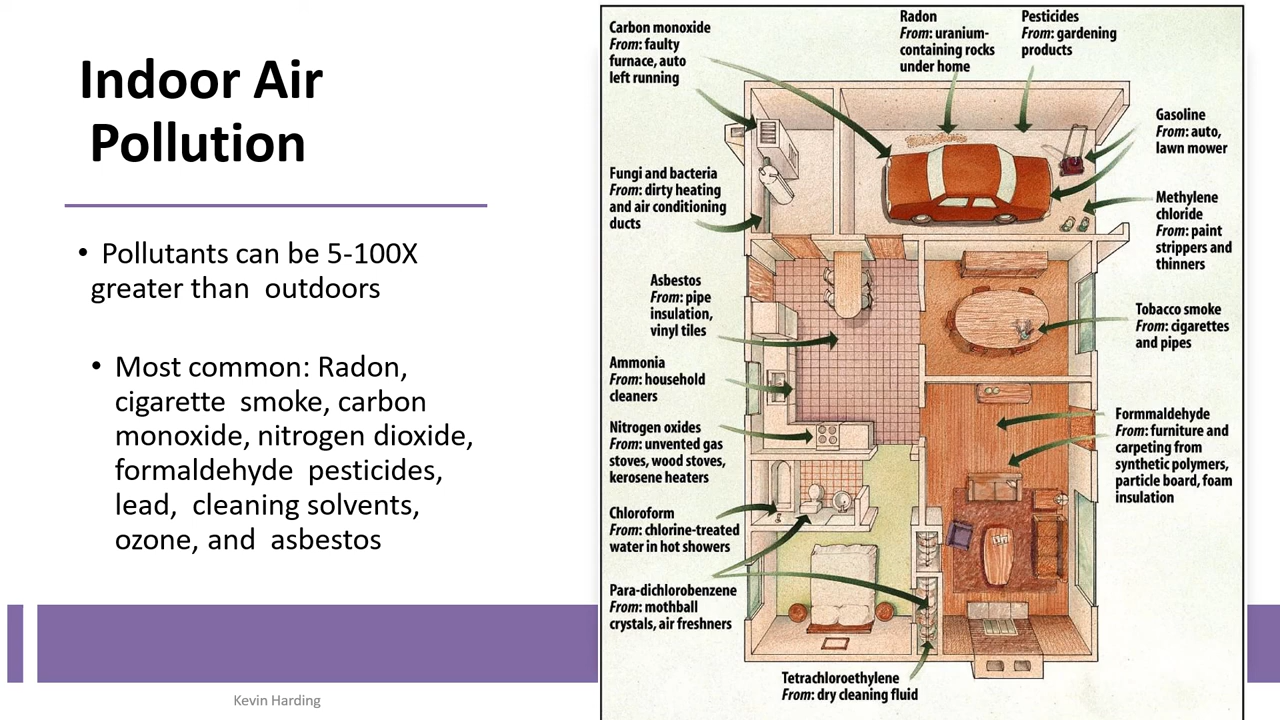 Indoor Air
Pollution
• Pollutants can be 5-100X
greater than outdoors
• Most common: Radon,
cigarette smoke, carbon
monoxide, nitrogen dioxide,
formaldehyde pesticides,
lead, cleaning solvents,
ozone, and asbestos
Kevin Harding
Carbon monoxide
From: faulty
furnace, auto
left running
Radon
From: uranium-
containing rocks
under home
Pesticides
From: gardening
products
Gasoline
From: auto,
lawn mower
Fungi and bacteria
From: dirty heating
and air conditioning
ducts
Methylene
chloride
From: paint
strippers and
thinners
Asbestos
From: pipe
insulation,
vinyl tiles
Tobacco smoke
From: cigarettes
and pipes
Ammonia
From: household
cleaners
Nitrogen oxides
From: unvented gas
stoves, wood stoves,
kerosene heaters
Formmaldehyde
From: furniture and
carpeting from
synthetic polymers,
particle board, foam
insulation
Chloroform
From: chlorine-treated
water in hot showers
Para-dichlorobenzene
From: mothball
crystals, air freshners
Tetrachloroethylene
From: dry cleaning fluid